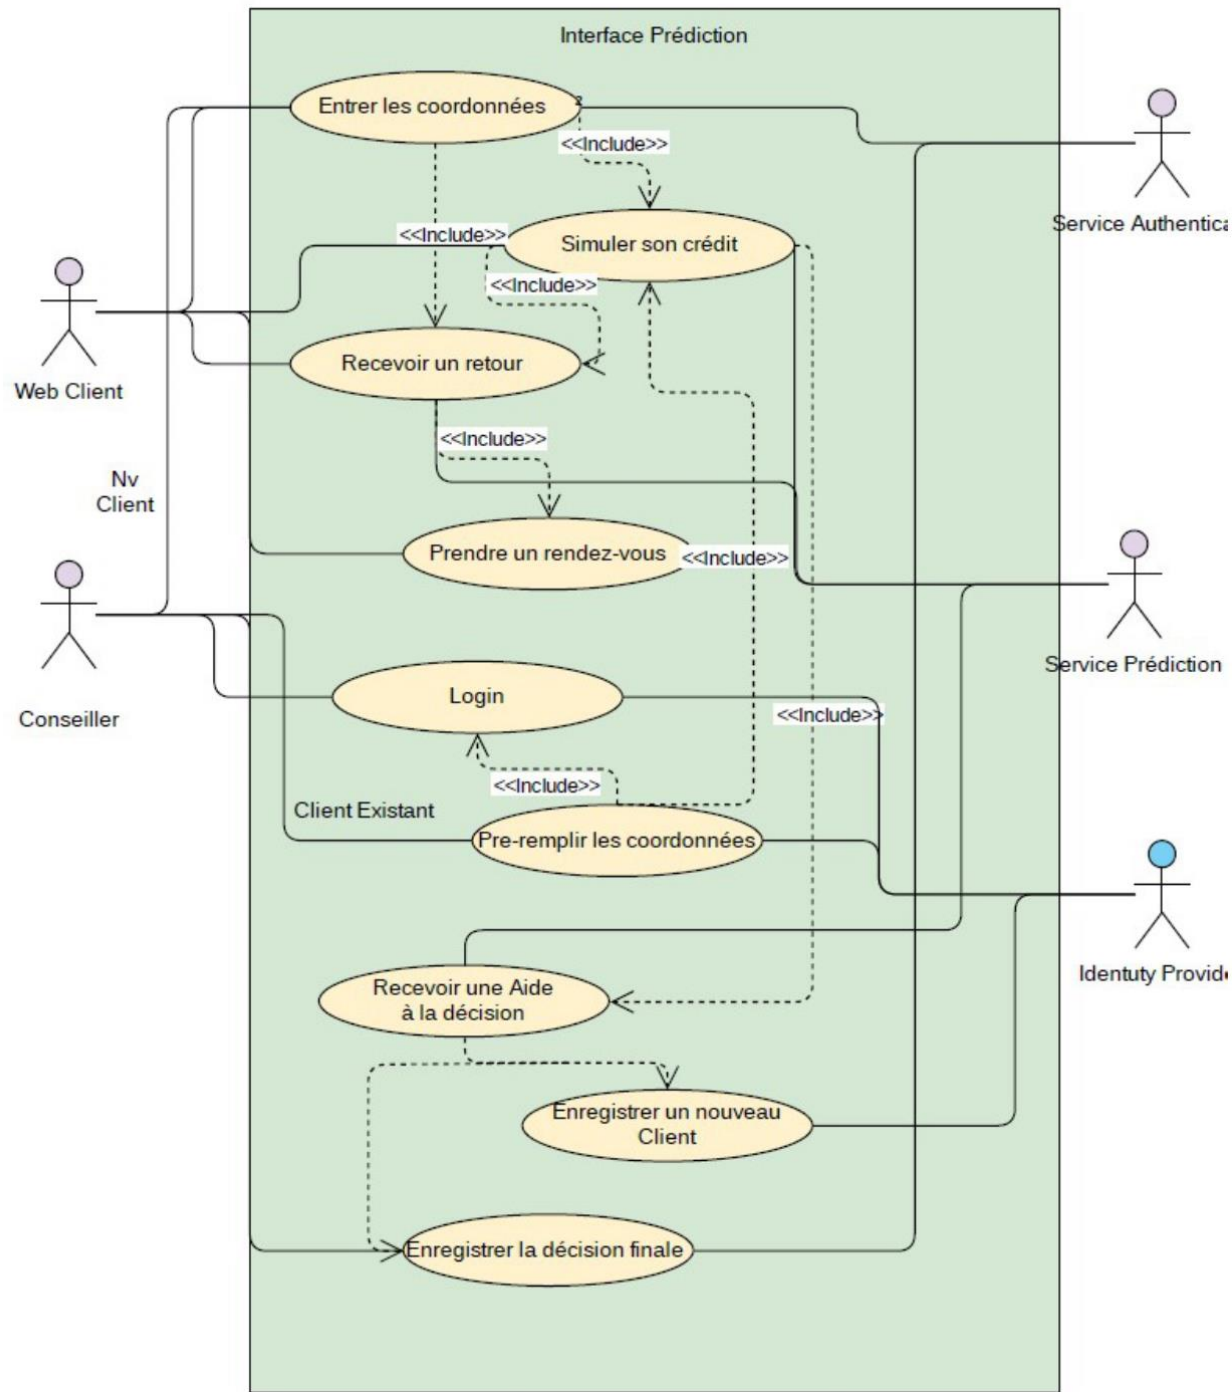 Interface Prédiction
Entrer les coordonnées
2
<<Include>>
Service Authentica
<<Include>>
Simuler son crédit
<<Include>>
Recevoir un retour
Web Client
<<Include>>
Nv
Client
Prendre un rendez-vous
<<Include>>
Service Prédiction
Login
Conseiller
<<Include>>
<<Include>>
Client Existant
Pre-remplir les coordonnées
Identuty Provide
Recevoir une Aide
à la décision
Enregistrer un nouveau
Client
Enregistrer la décision finale